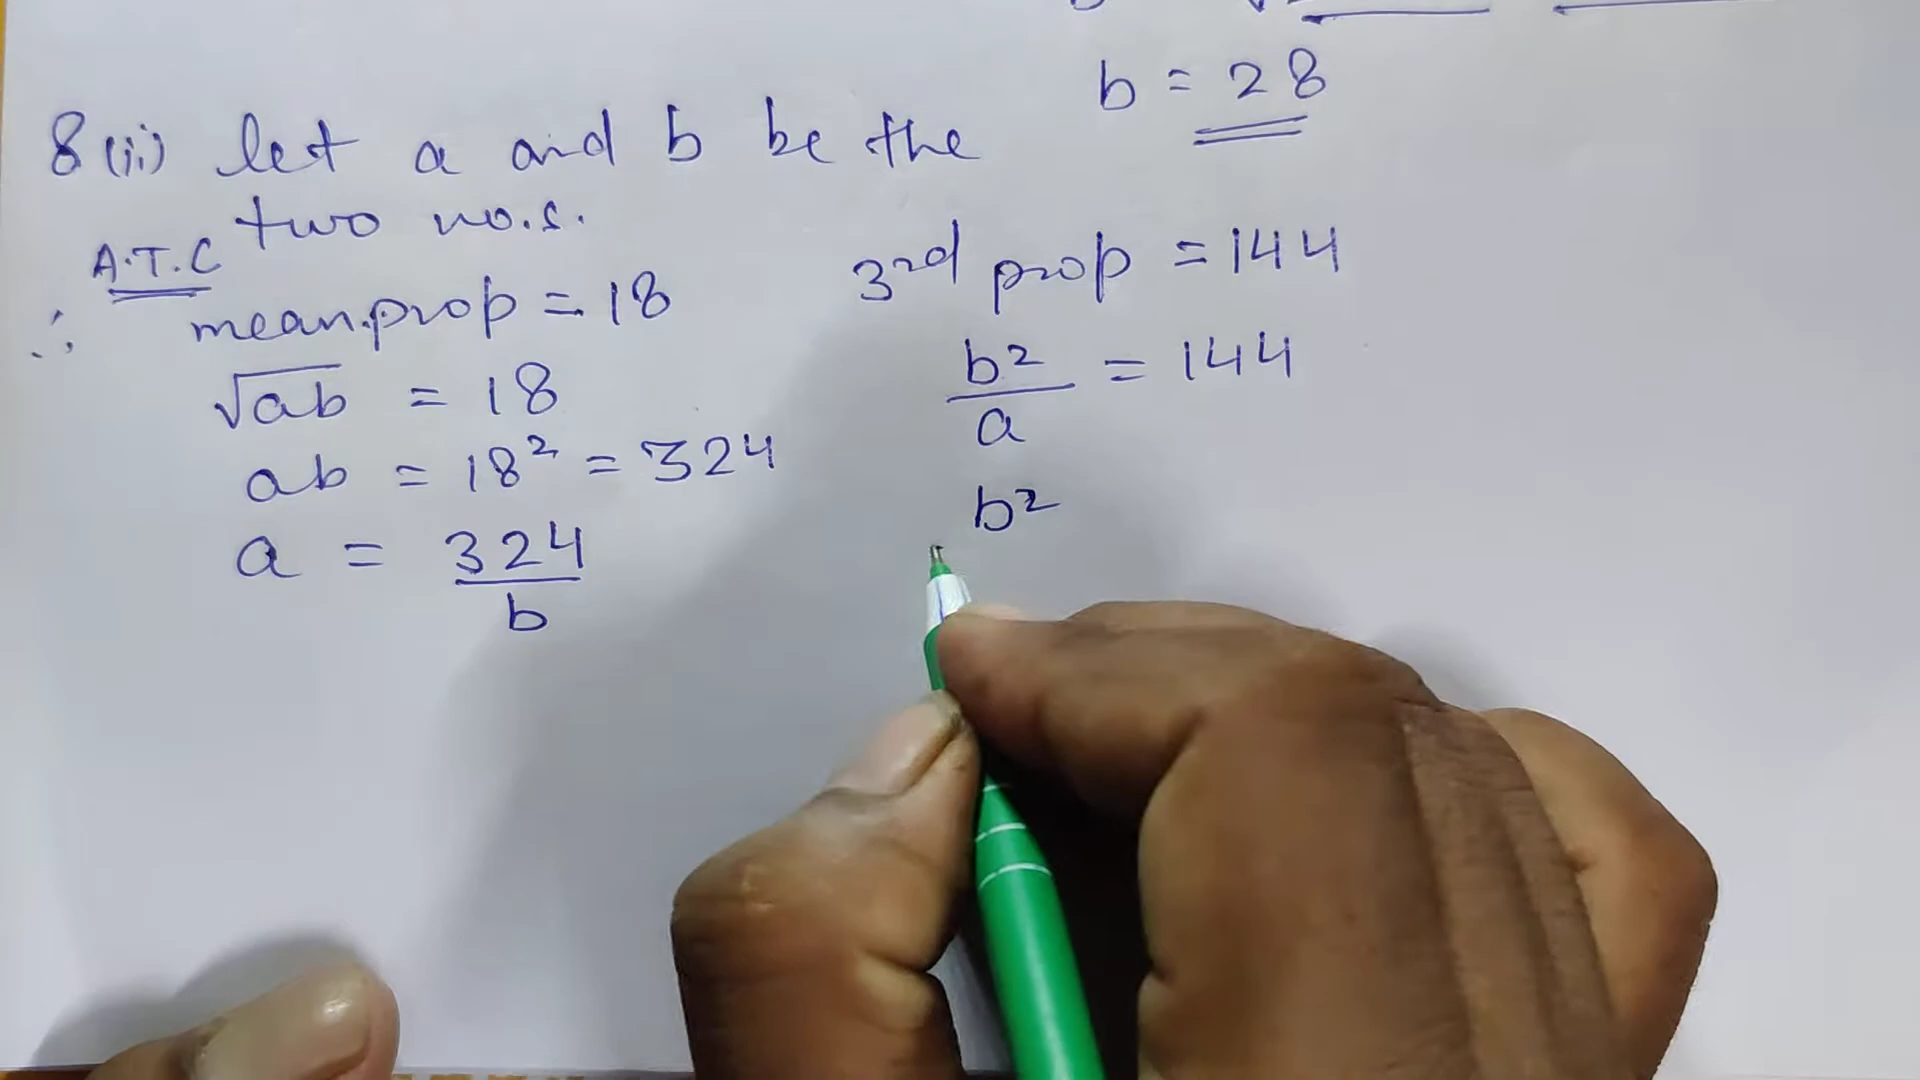 b = 28
8(ii) let a and b be the
two no.s.
A.T.C
∴ mean.prop = 18
√ab = 18
ab = 18² = 324
a = 324
b
3rd prop = 144
b² = 144
a
b²